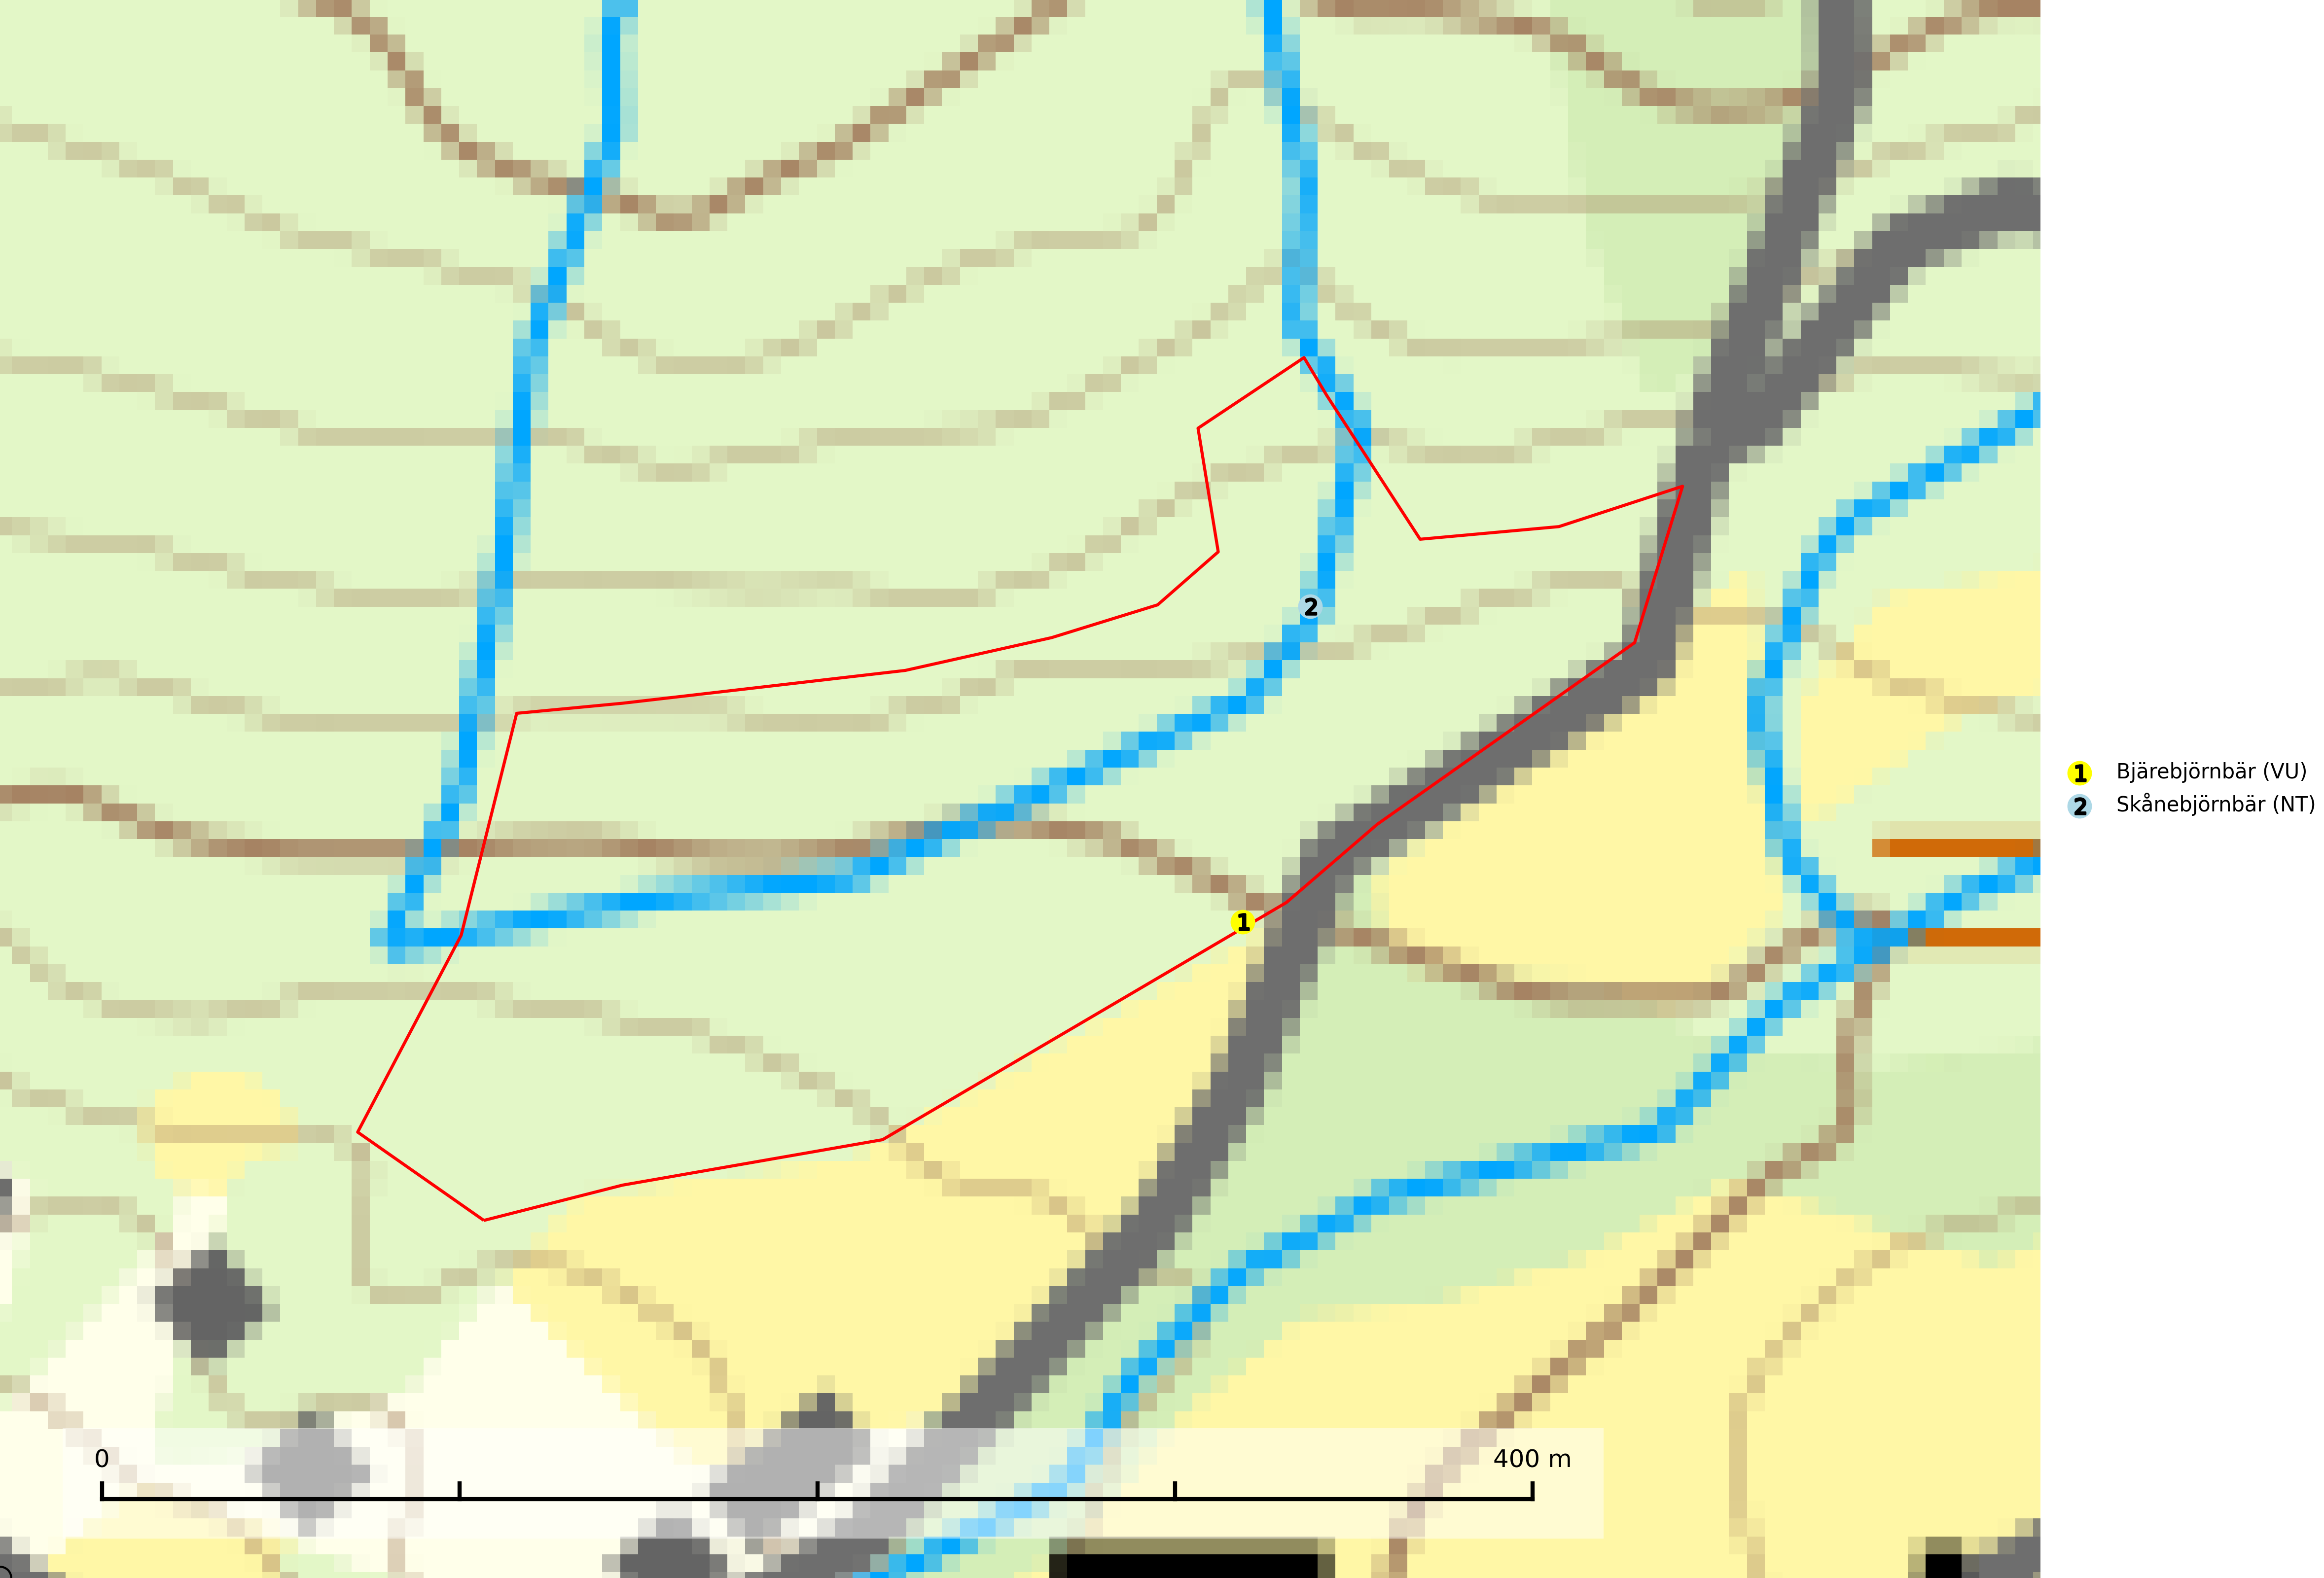 2
1
1 Bjärebjörnbär (VU)
2 Skånebjörnbär (NT)
0 400 m